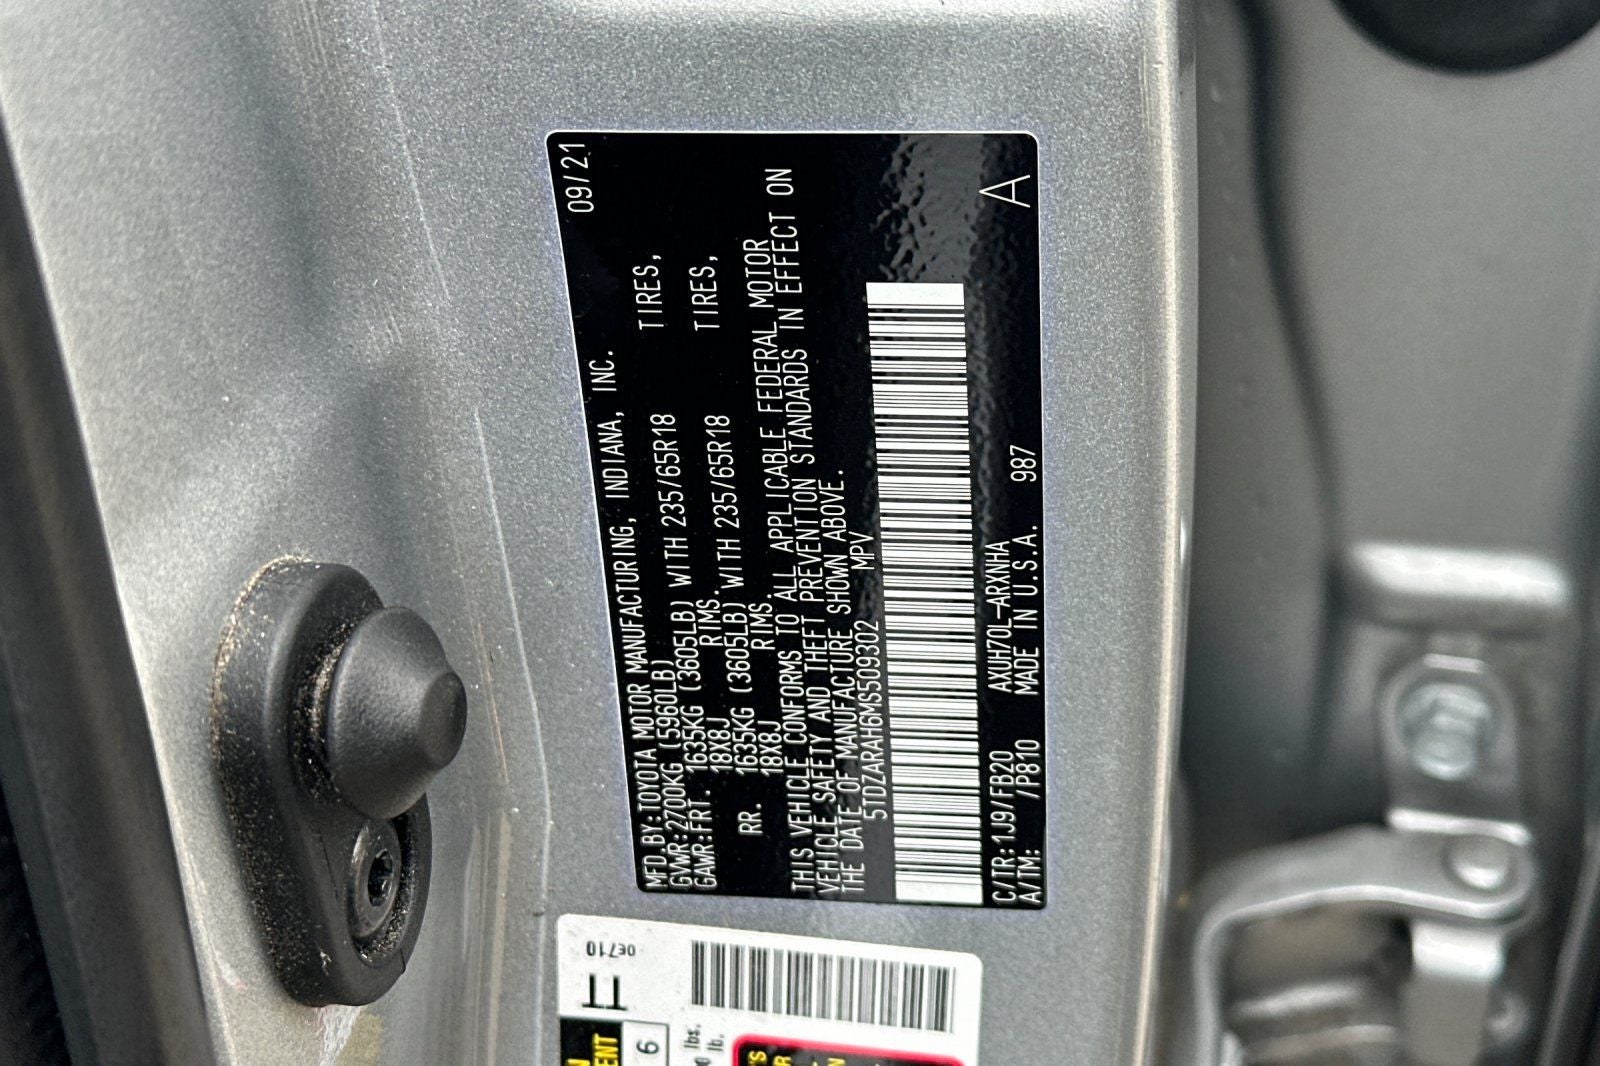 MFD.BY:TOYOTA MOTOR MANUFACTURING, INDIANA, INC. 09/21
GVWR:2700KG (5960LB)
GAWR:FRT. 1635KG (3605LB) WITH 235/65R18 TIRES,
18X8J RIMS.
RR. 1635KG (3605LB) WITH 235/65R18 TIRES,
18X8J RIMS.
THIS VEHICLE CONFORMS TO ALL APPLICABLE FEDERAL MOTOR
VEHICLE SAFETY AND THEFT PREVENTION STANDARDS IN EFFECT ON
THE DATE OF MANUFACTURE SHOWN ABOVE.
5TDZARAH6MS509302 MPV
C/TR:1J9/FB20 AXUH70L-ARXNHA
A/TM: /P810 MADE IN U.S.A. 987 A
0E710
6
lbs.
lb.